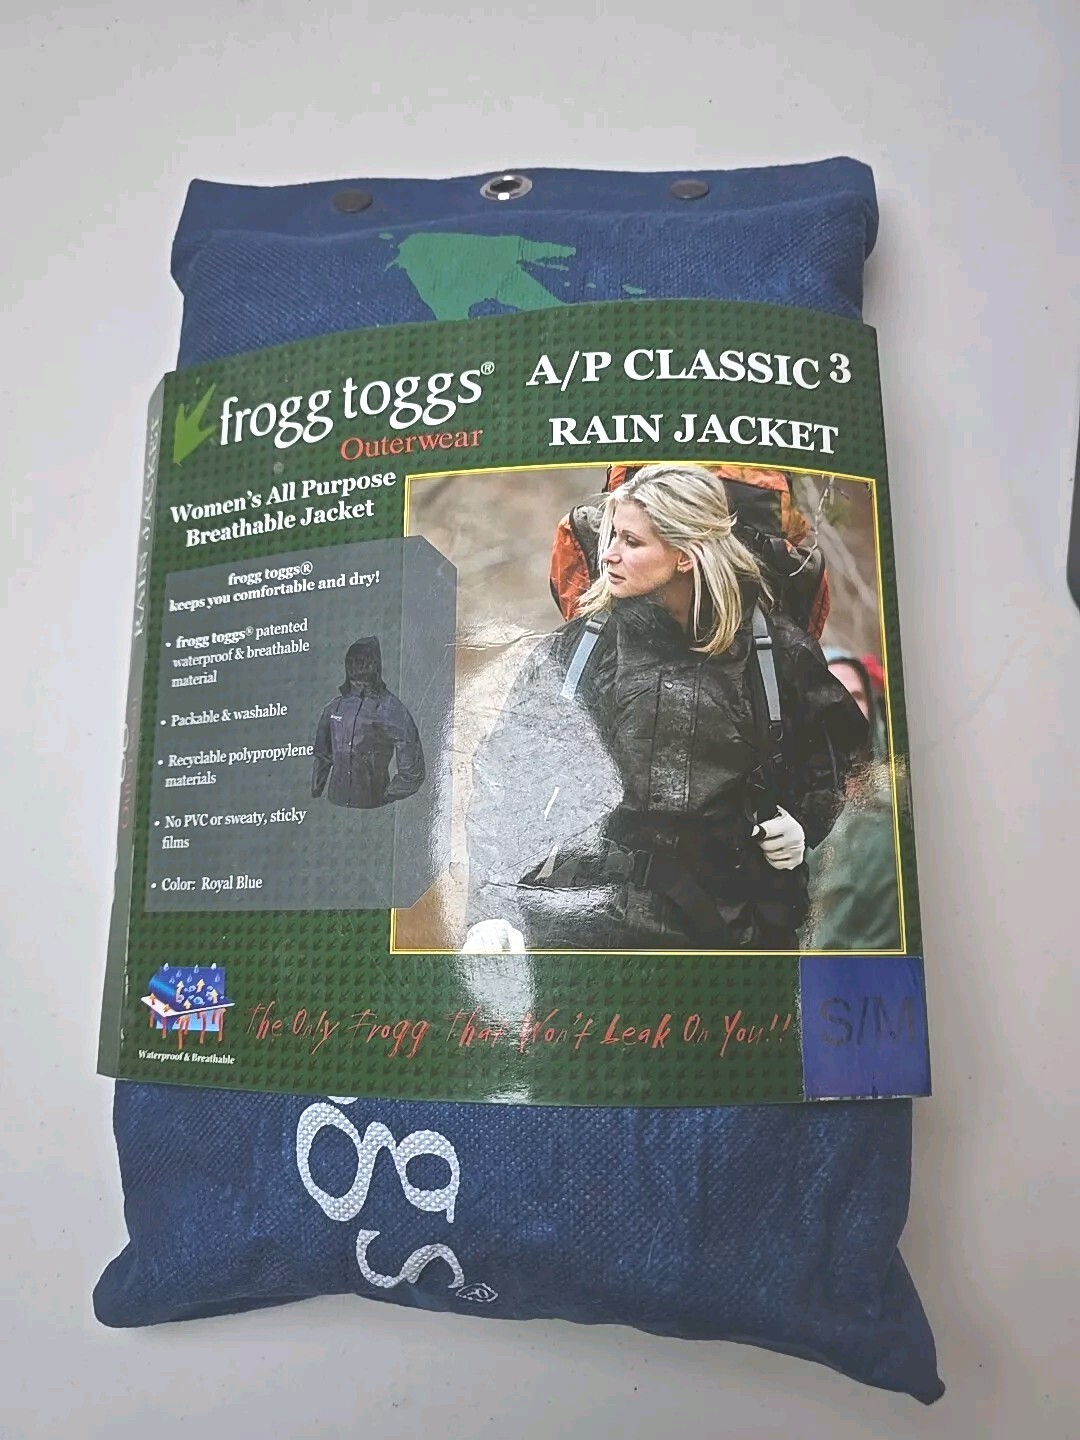 frogg toggs®
Outerwear
A/P CLASSIC 3
RAIN JACKET
Women's All Purpose
Breathable Jacket
frogg toggs®
keeps you comfortable and dry!
• frogg toggs® patented
waterproof & breathable
material
• Packable & washable
• Recyclable polypropylene
materials
• No PVC or sweaty, sticky
films
• Color: Royal Blue
Waterproof & Breathable
The Only Frogg That Won't Leak On You!!
S/M
RAIN JACKET
ggs®